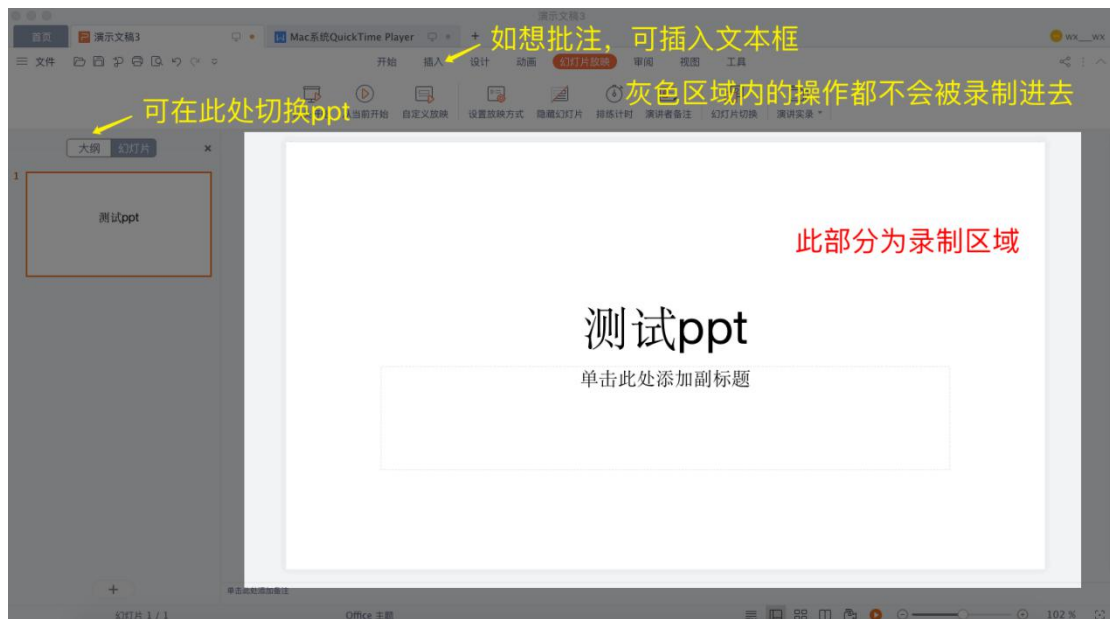 演示文稿3
首页 演示文稿3 Mac系统QuickTime Player + wx__wx
如想批注，可插入文本框
文件 开始 插入 设计 动画 幻灯片放映 审阅 视图 工具
灰色区域内的操作都不会被录制进去
可在此处切换ppt
当前开始 自定义放映 设置放映方式 隐藏幻灯片 排练计时 演讲者备注 幻灯片切换 演讲实录
大纲 幻灯片 ×
1
测试ppt
此部分为录制区域
测试ppt
单击此处添加副标题
+
单击此处添加备注
幻灯片 1 / 1 Office 主题 102 %